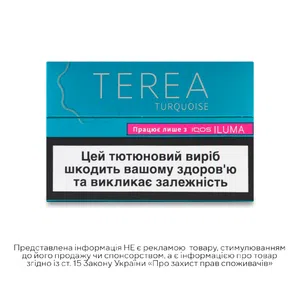 TEREA
TURQUOISE
Працює лише з IQOS ILUMA
Цей тютюновий виріб
шкодить вашому здоров'ю
та викликає залежність
Представлена інформація НЕ є рекламою товару, стимулюванням
до його продажу чи спонсорством, а є інформацією про товар
згідно із ст. 15 Закону України «Про захист прав споживачів»